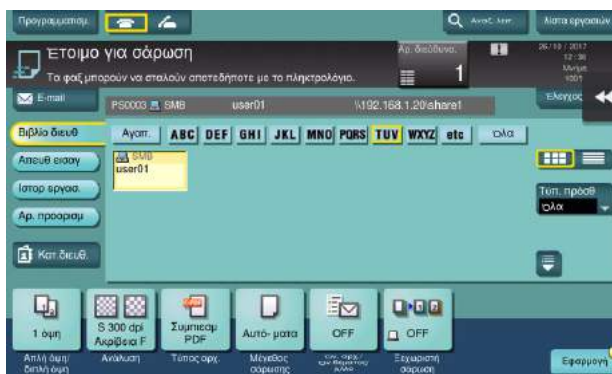 Προγραμματισμ.
Αναζ. λειτ.
Λίστα εργασιών
Έτοιμο για σάρωση
Αρ. διεύθυνσ.
1
26/10/2017
12:36
Μνήμη
100%
Τα φαξ μπορούν να σταλούν οποτεδήποτε με το πληκτρολόγιο.
E-mail
PS0003 SMB user01 \\192.168.1.20\share1
Έλεγχος
Βιβλίο διευθ
Αγαπ. ABC DEF GHI JKL MNO PQRS TUV WXYZ etc Όλα
Απευθ εισαγ
SMB
user01
Ιστορ εργασ.
Τύπ. πρόσθ
Όλα
Αρ. προορισμ
Κατ διευθ.
1 όψη
S 300 dpi
Ακρίβεια F
Συμπιεσμ
PDF
Αυτό- ματα
OFF
OFF
Απλή όψη/
διπλή όψη
Ανάλυση
Τύπος αρχ.
Μέγεθος
σάρωσης
Ξεχωριστή
σάρωση
Εφαρμογή